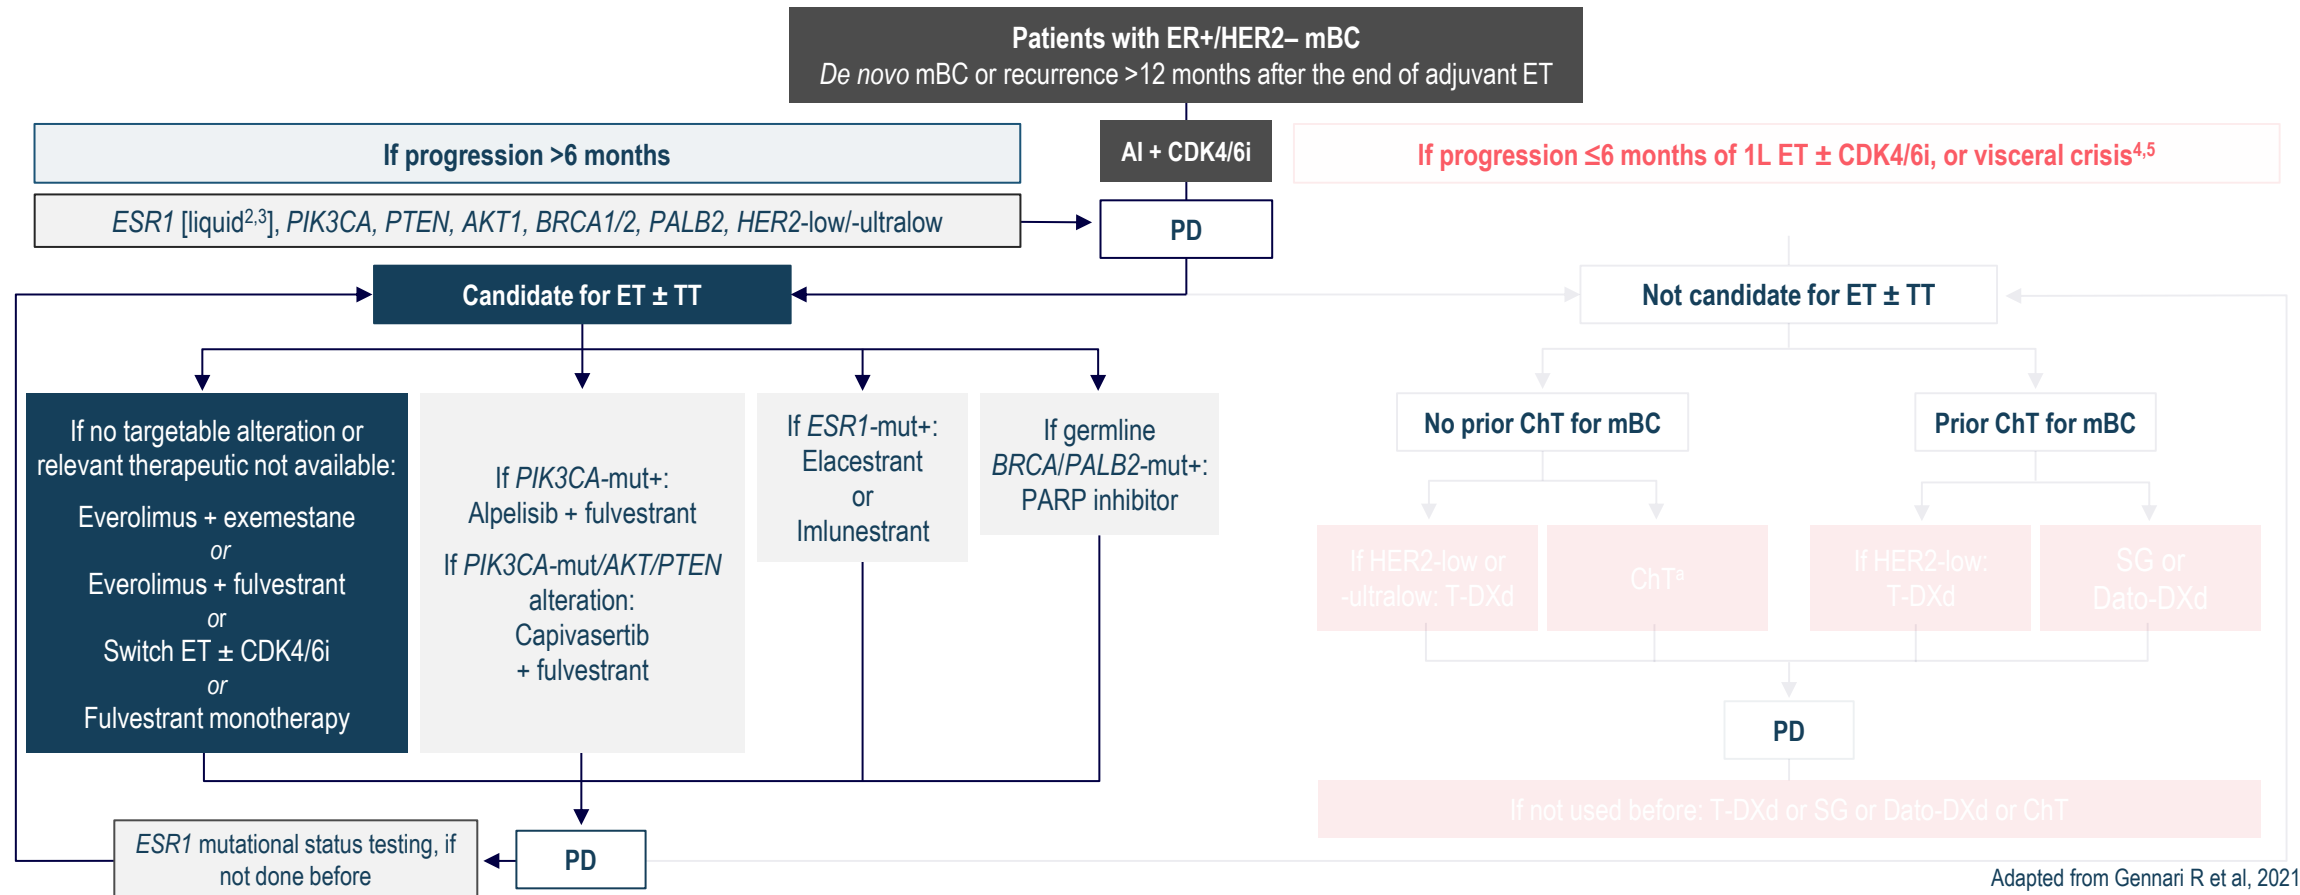 Patients with ER+/HER2– mBC
De novo mBC or recurrence >12 months after the end of adjuvant ET
If progression >6 months
AI + CDK4/6i
If progression ≤6 months of 1L ET ± CDK4/6i, or visceral crisis4,5
ESR1 [liquid2,3], PIK3CA, PTEN, AKT1, BRCA1/2, PALB2, HER2-low/-ultralow
PD
Candidate for ET ± TT
Not candidate for ET ± TT
If no targetable alteration or
relevant therapeutic not available:
Everolimus + exemestane
or
Everolimus + fulvestrant
or
Switch ET ± CDK4/6i
or
Fulvestrant monotherapy
If PIK3CA-mut+:
Alpelisib + fulvestrant
If PIK3CA-mut/AKT/PTEN
alteration:
Capivasertib
+ fulvestrant
If ESR1-mut+:
Elacestrant
or
Imlunestrant
If germline
BRCA/PALB2-mut+:
PARP inhibitor
No prior ChT for mBC
Prior ChT for mBC
If HER2-low or
-ultralow: T-DXd
ChTa
If HER2-low:
T-DXd
SG or
Dato-DXd
PD
If not used before: T-DXd or SG or Dato-DXd or ChT
ESR1 mutational status testing, if
not done before
PD
Adapted from Gennari R et al, 2021